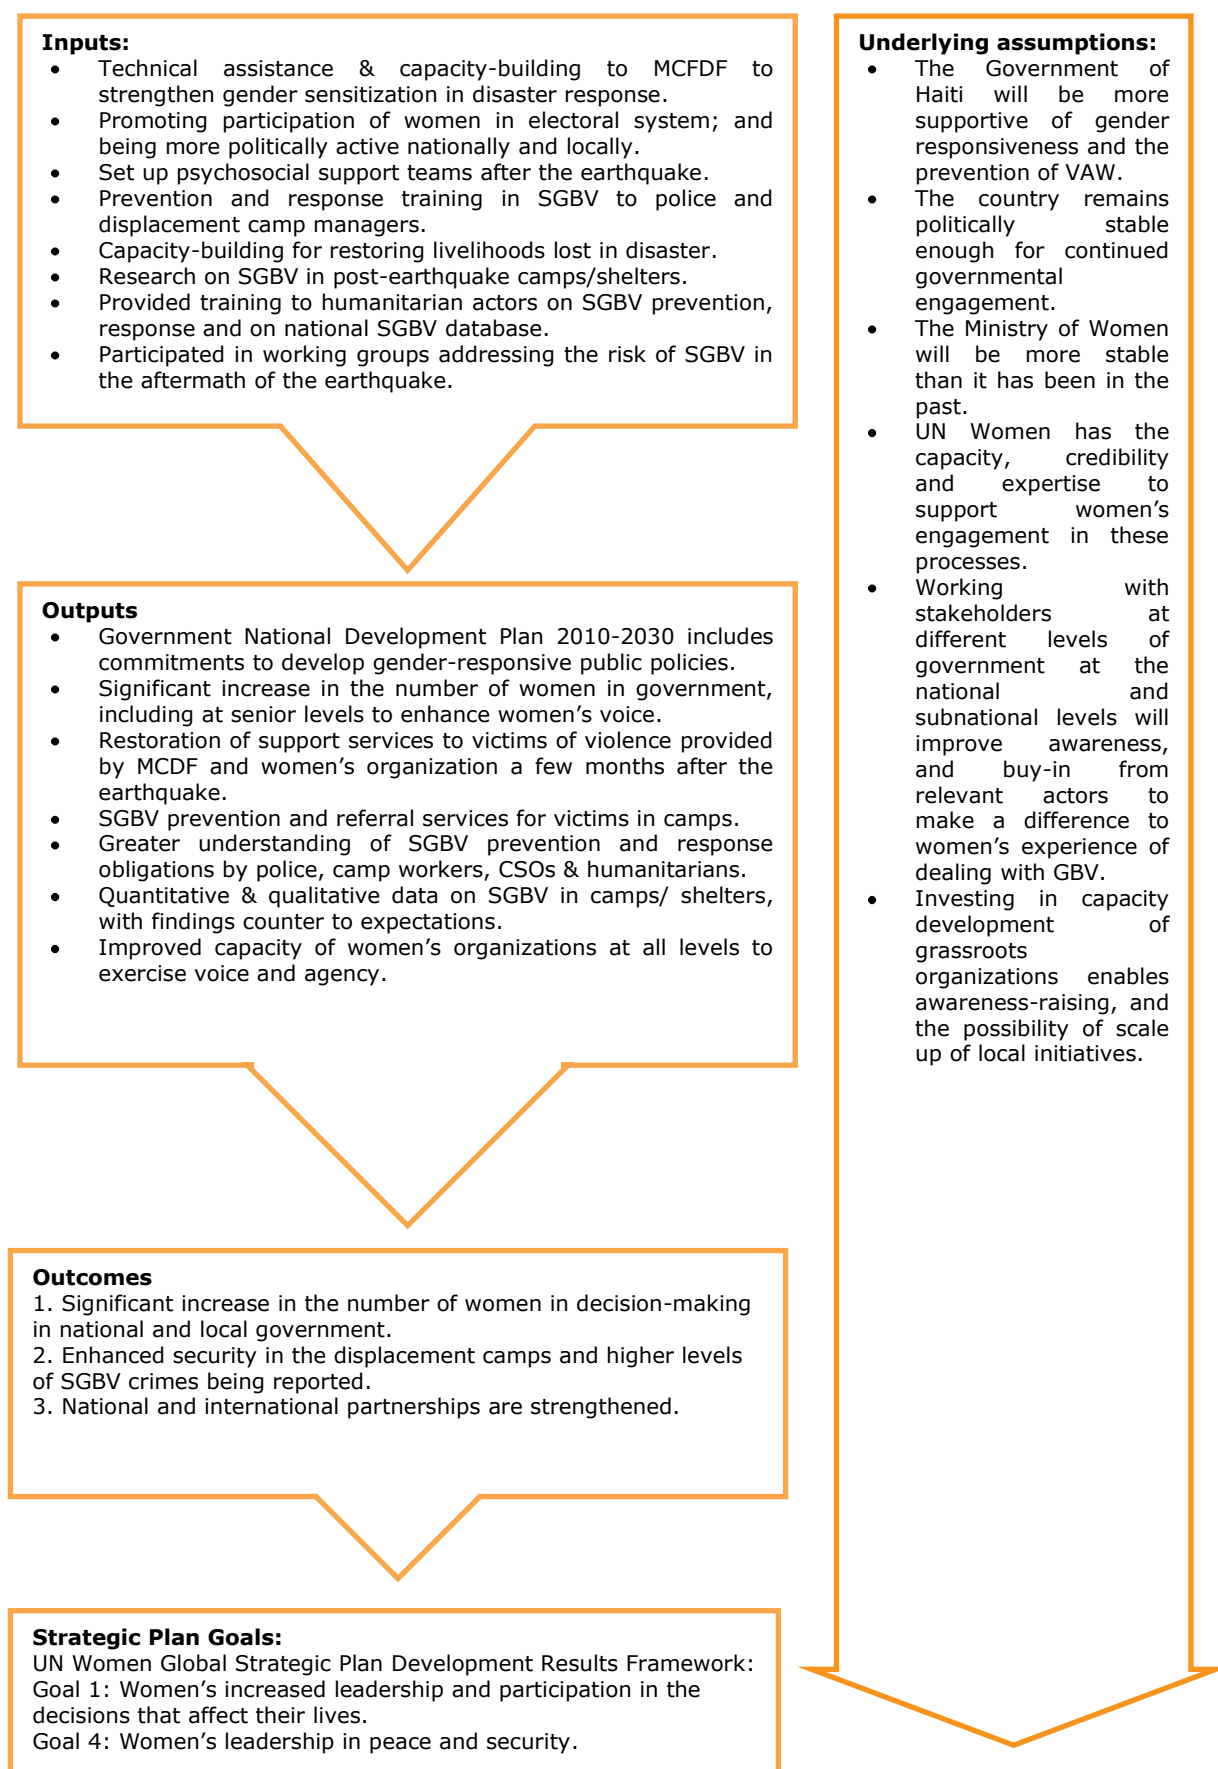 Inputs:
• Technical assistance & capacity-building to MCFDF to
strengthen gender sensitization in disaster response.
• Promoting participation of women in electoral system; and
being more politically active nationally and locally.
• Set up psychosocial support teams after the earthquake.
• Prevention and response training in SGBV to police and
displacement camp managers.
• Capacity-building for restoring livelihoods lost in disaster.
• Research on SGBV in post-earthquake camps/shelters.
• Provided training to humanitarian actors on SGBV prevention,
response and on national SGBV database.
• Participated in working groups addressing the risk of SGBV in
the aftermath of the earthquake.
Outputs
• Government National Development Plan 2010-2030 includes
commitments to develop gender-responsive public policies.
• Significant increase in the number of women in government,
including at senior levels to enhance women’s voice.
• Restoration of support services to victims of violence provided
by MCDF and women’s organization a few months after the
earthquake.
• SGBV prevention and referral services for victims in camps.
• Greater understanding of SGBV prevention and response
obligations by police, camp workers, CSOs & humanitarians.
• Quantitative & qualitative data on SGBV in camps/ shelters,
with findings counter to expectations.
• Improved capacity of women’s organizations at all levels to
exercise voice and agency.
Outcomes
1. Significant increase in the number of women in decision-making
in national and local government.
2. Enhanced security in the displacement camps and higher levels
of SGBV crimes being reported.
3. National and international partnerships are strengthened.
Strategic Plan Goals:
UN Women Global Strategic Plan Development Results Framework:
Goal 1: Women’s increased leadership and participation in the
decisions that affect their lives.
Goal 4: Women’s leadership in peace and security.
Underlying assumptions:
• The Government of
Haiti will be more
supportive of gender
responsiveness and the
prevention of VAW.
• The country remains
politically stable
enough for continued
governmental
engagement.
• The Ministry of Women
will be more stable
than it has been in the
past.
• UN Women has the
capacity, credibility
and expertise to
support women’s
engagement in these
processes.
• Working with
stakeholders at
different levels of
government at the
national and
subnational levels will
improve awareness,
and buy-in from
relevant actors to
make a difference to
women’s experience of
dealing with GBV.
• Investing in capacity
development of
grassroots
organizations enables
awareness-raising, and
the possibility of scale
up of local initiatives.